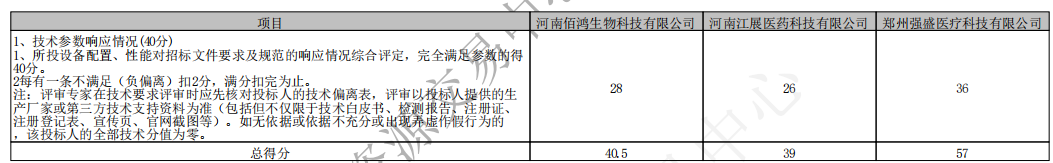 项目 河南佰鸿生物科技有限公司 河南江展医药科技有限公司 郑州强盛医疗科技有限公司
1、技术参数响应情况(40分)
1、所投设备配置、性能对招标文件要求及规范的响应情况综合评定，完全满足参数的得
40分。
2每有一条不满足（负偏离）扣2分，满分扣完为止。
注：评审专家在技术要求评审时应先核对投标人的技术偏离表，评审以投标人提供的生
产厂家或第三方技术支持资料为准（包括但不仅限于技术白皮书、检测报告、注册证、
注册登记表、宣传页、官网截图等）。如无依据或依据不充分或出现弄虚作假行为的
，该投标人的全部技术分值为零。
28 26 36
总得分 40.5 39 57
资源交易中心
中心